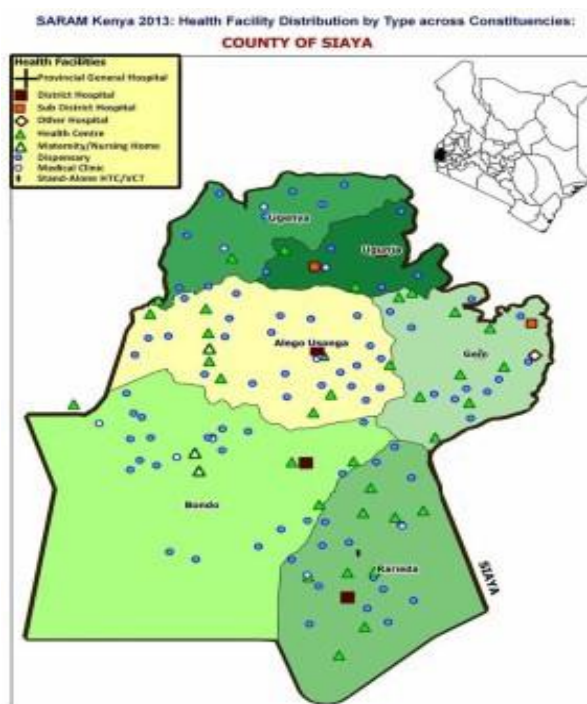 SARAM Kenya 2013: Health Facility Distribution by Type across Constituencies:
COUNTY OF SIAYA
Health Facilities
Provincial General Hospital
District Hospital
Sub District Hospital
Other Hospital
Health Centre
Maternity/Nursing Home
Dispensary
Medical Clinic
Stand-Alone HTC/VCT
Ugenya
Ugunja
Alego Usonga
Gem
Bondo
Rarieda
SIAYA